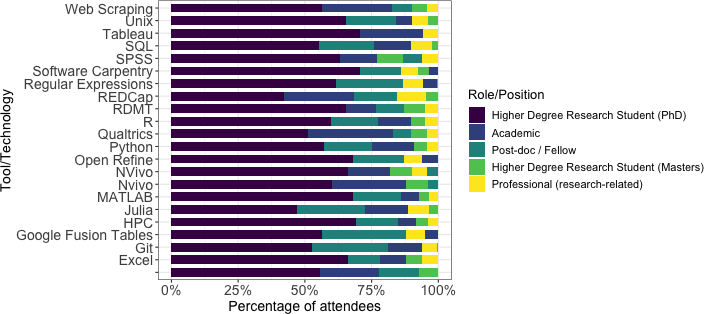 Web Scraping
Unix
Tableau
SQL
SPSS
Software Carpentry
Regular Expressions
REDCap
RDMT
R
Qualtrics
Python
Open Refine
NVivo
Nvivo
MATLAB
Julia
HPC
Google Fusion Tables
Git
Excel
Tool/Technology
0%
25%
50%
75%
100%
Percentage of attendees
Role/Position
Higher Degree Research Student (PhD)
Academic
Post-doc / Fellow
Higher Degree Research Student (Masters)
Professional (research-related)